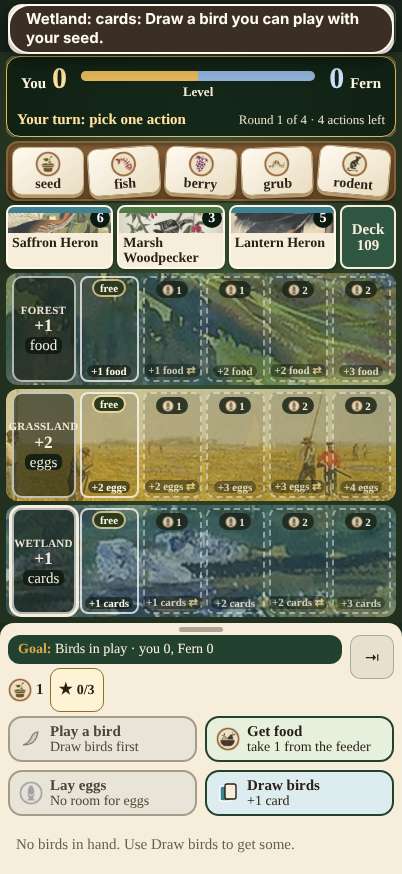 Wetland: cards: Draw a bird you can play with
your seed.
You 0
0 Fern
Level
Your turn: pick one action
Round 1 of 4 · 4 actions left
seed
fish
berry
grub
rodent
6
Saffron Heron
3
Marsh
Woodpecker
5
Lantern Heron
Deck
109
FOREST
+1
food
free
1
1
2
2
+1 food
+1 food ⇄
+2 food
+2 food ⇄
+3 food
GRASSLAND
+2
eggs
free
1
1
2
2
+2 eggs
+2 eggs ⇄
+3 eggs
+3 eggs ⇄
+4 eggs
WETLAND
+1
cards
free
1
1
2
2
+1 cards
+1 cards ⇄
+2 cards
+2 cards ⇄
+3 cards
Goal: Birds in play · you 0, Fern 0
⇥
1
★ 0/3
Play a bird
Draw birds first
Get food
take 1 from the feeder
Lay eggs
No room for eggs
Draw birds
+1 card
No birds in hand. Use Draw birds to get some.